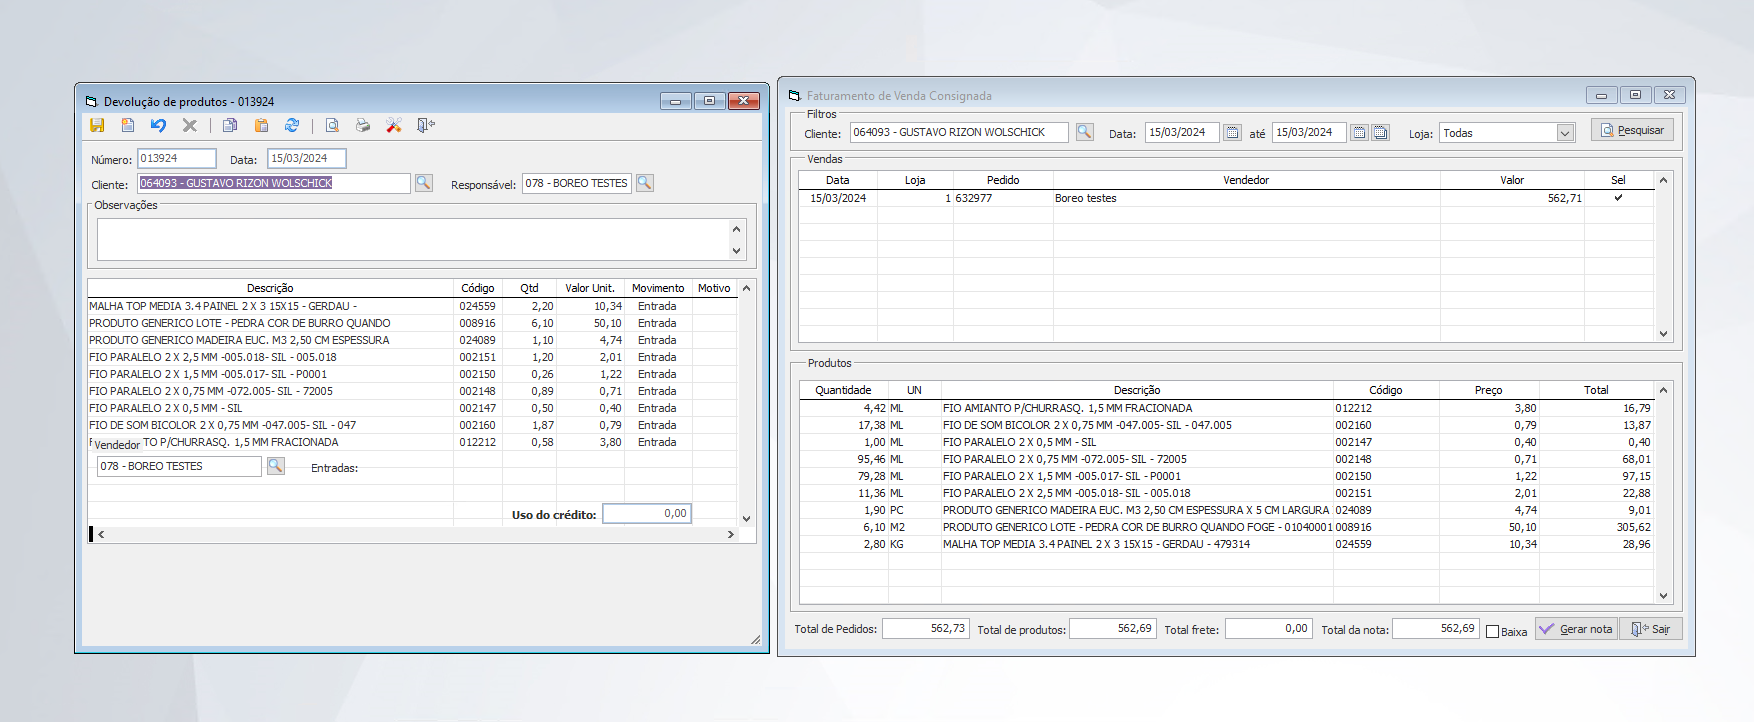 Devolução de produtos - 013924
Número: 013924 Data: 15/03/2024
Cliente: 064093 - GUSTAVO RIZON WOLSCHICK Responsável: 078 - BOREO TESTES
Observações
Descrição Código Qtd Valor Unit. Movimento Motivo
MALHA TOP MEDIA 3.4 PAINEL 2 X 3 15X15 - GERDAU - 024559 2,20 10,34 Entrada
PRODUTO GENERICO LOTE - PEDRA COR DE BURRO QUANDO 008916 6,10 50,10 Entrada
PRODUTO GENERICO MADEIRA EUC. M3 2,50 CM ESPESSURA 024089 1,10 4,74 Entrada
FIO PARALELO 2 X 2,5 MM -005.018- SIL - 005.018 002151 1,20 2,01 Entrada
FIO PARALELO 2 X 1,5 MM -005.017- SIL - P0001 002150 0,26 1,22 Entrada
FIO PARALELO 2 X 0,75 MM -072.005- SIL - 72005 002148 0,89 0,71 Entrada
FIO PARALELO 2 X 0,5 MM - SIL 002147 0,50 0,40 Entrada
FIO DE SOM BICOLOR 2 X 0,75 MM -047.005- SIL - 047 002160 1,87 0,79 Entrada
TO P/CHURRASQ. 1,5 MM FRACIONADA 012212 0,58 3,80 Entrada
Vendedor
078 - BOREO TESTES Entradas:
Uso do crédito: 0,00
Faturamento de Venda Consignada
Filtros
Cliente: 064093 - GUSTAVO RIZON WOLSCHICK Data: 15/03/2024 até 15/03/2024 Loja: Todas Pesquisar
Vendas
Data Loja Pedido Vendedor Valor Sel
15/03/2024 1 632977 Boreo testes 562,71 ✔
Produtos
Quantidade UN Descrição Código Preço Total
4,42 ML FIO AMIANTO P/CHURRASQ. 1,5 MM FRACIONADA 012212 3,80 16,79
17,38 ML FIO DE SOM BICOLOR 2 X 0,75 MM -047.005- SIL - 047.005 002160 0,79 13,87
1,00 ML FIO PARALELO 2 X 0,5 MM - SIL 002147 0,40 0,40
95,46 ML FIO PARALELO 2 X 0,75 MM -072.005- SIL - 72005 002148 0,71 68,01
79,28 ML FIO PARALELO 2 X 1,5 MM -005.017- SIL - P0001 002150 1,22 97,15
11,36 ML FIO PARALELO 2 X 2,5 MM -005.018- SIL - 005.018 002151 2,01 22,88
1,90 PC PRODUTO GENERICO MADEIRA EUC. M3 2,50 CM ESPESSURA X 5 CM LARGURA 024089 4,74 9,01
6,10 M2 PRODUTO GENERICO LOTE - PEDRA COR DE BURRO QUANDO FOGE - 01040001 008916 50,10 305,62
2,80 KG MALHA TOP MEDIA 3.4 PAINEL 2 X 3 15X15 - GERDAU - 479314 024559 10,34 28,96
Total de Pedidos: 562,73 Total de produtos: 562,69 Total frete: 0,00 Total da nota: 562,69 Baixa Gerar nota Sair